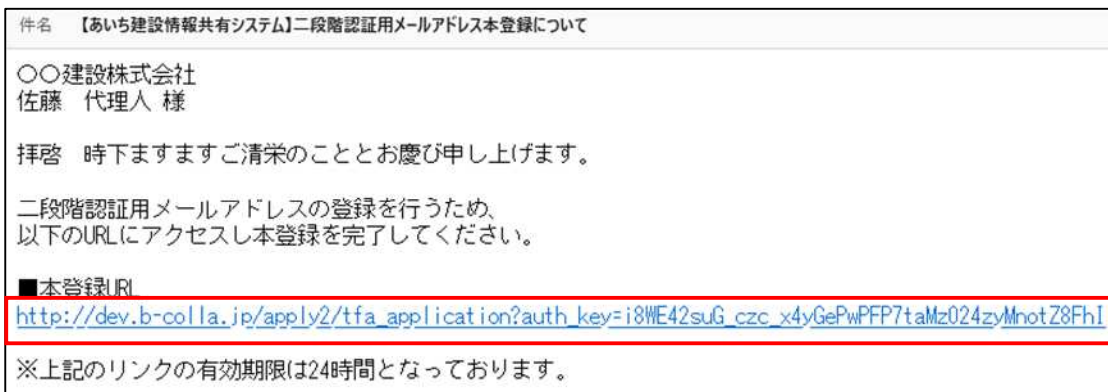 件名 【あいち建設情報共有システム】二段階認証用メールアドレス本登録について
〇〇建設株式会社
佐藤 代理人 様
拝啓 時下ますますご清栄のこととお慶び申し上げます。
二段階認証用メールアドレスの登録を行うため、
以下のURLにアクセスし本登録を完了してください。
■本登録URL
http://dev.b-colla.jp/apply2/tfa_application?auth_key=i8WE42suG_czc_x4yGePwPFP7taMz024zyMnotZ8FhI
※上記のリンクの有効期限は24時間となっております。